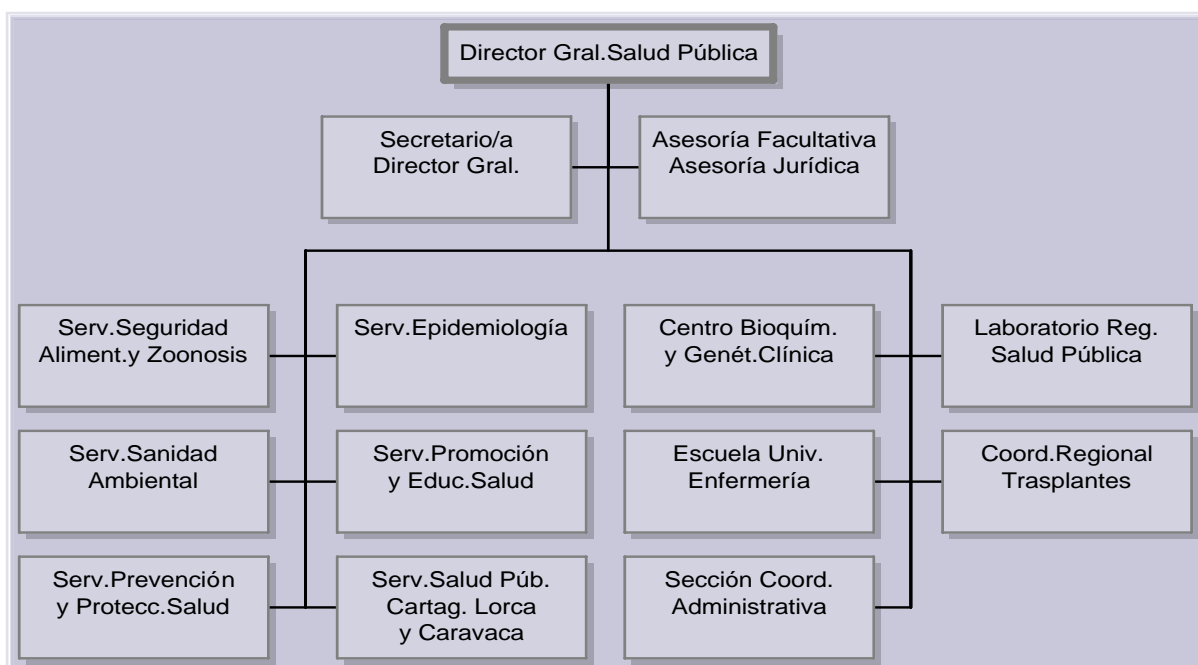 Director Gral.Salud Pública
Secretario/a
Director Gral.
Asesoría Facultativa
Asesoría Jurídica
Serv.Seguridad
Aliment.y Zoonosis
Serv.Epidemiología
Centro Bioquím.
y Genét.Clínica
Laboratorio Reg.
Salud Pública
Serv.Sanidad
Ambiental
Serv.Promoción
y Educ.Salud
Escuela Univ.
Enfermería
Coord.Regional
Trasplantes
Serv.Prevención
y Protecc.Salud
Serv.Salud Púb.
Cartag. Lorca
y Caravaca
Sección Coord.
Administrativa